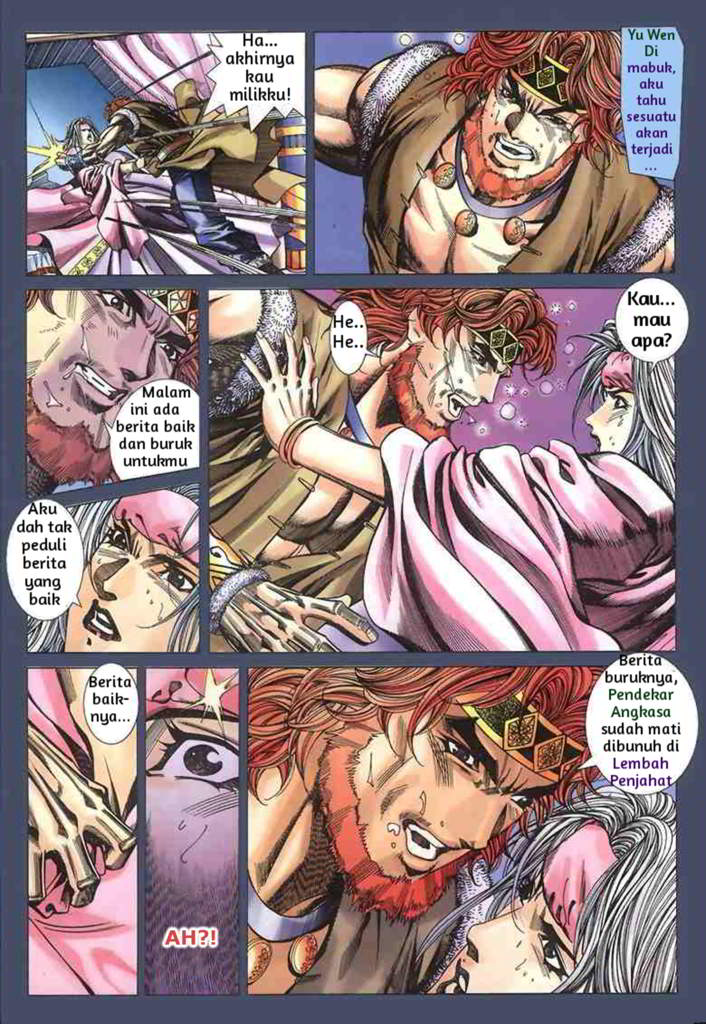 Ha...
akhirnya
kau
milikku!
Yu Wen
Di
mabuk,
aku
tahu
sesuatu
akan
terjadi
...
Malam
ini ada
berita baik
dan buruk
untukmu
He..
He..
Kau...
mau
apa?
Aku
dah tak
peduli
berita
yang
baik
Berita
baik-
nya...
AH?!
Berita
buruknya,
Pendekar
Angkasa
sudah mati
dibunuh di
Lembah
Penjahat